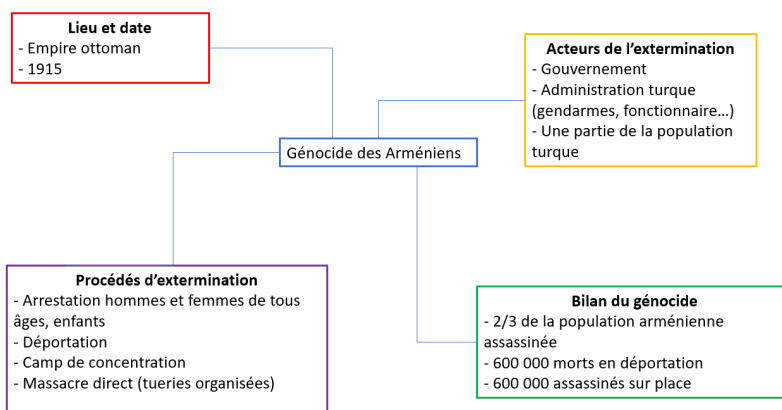 Lieu et date
- Empire ottoman
- 1915
Acteurs de l’extermination
- Gouvernement
- Administration turque
(gendarmes, fonctionnaire…)
- Une partie de la population
turque
Génocide des Arméniens
Procédés d’extermination
- Arrestation hommes et femmes de tous
âges, enfants
- Déportation
- Camp de concentration
- Massacre direct (tueries organisées)
Bilan du génocide
- 2/3 de la population arménienne
assassinée
- 600 000 morts en déportation
- 600 000 assassinés sur place